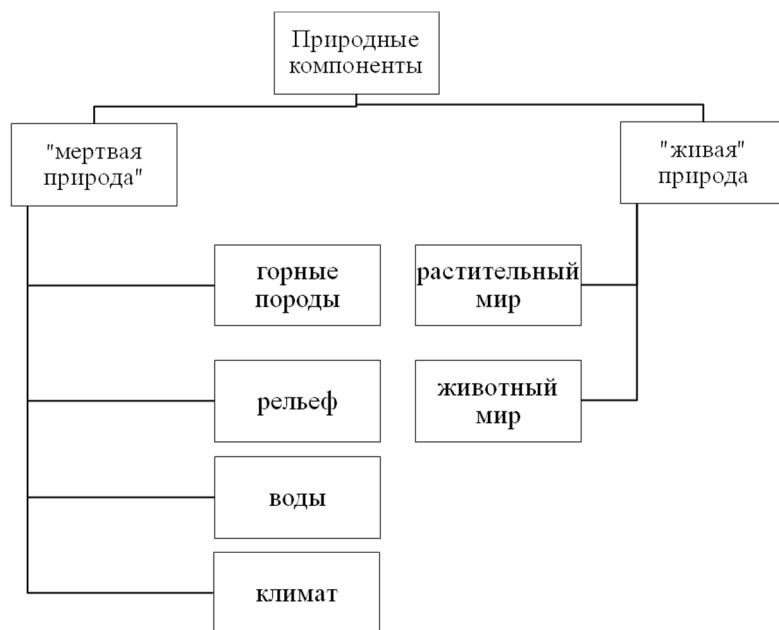 Природные
компоненты
"мертвая
природа"
"живая"
природа
горные
породы
растительный
мир
рельеф
животный
мир
воды
климат